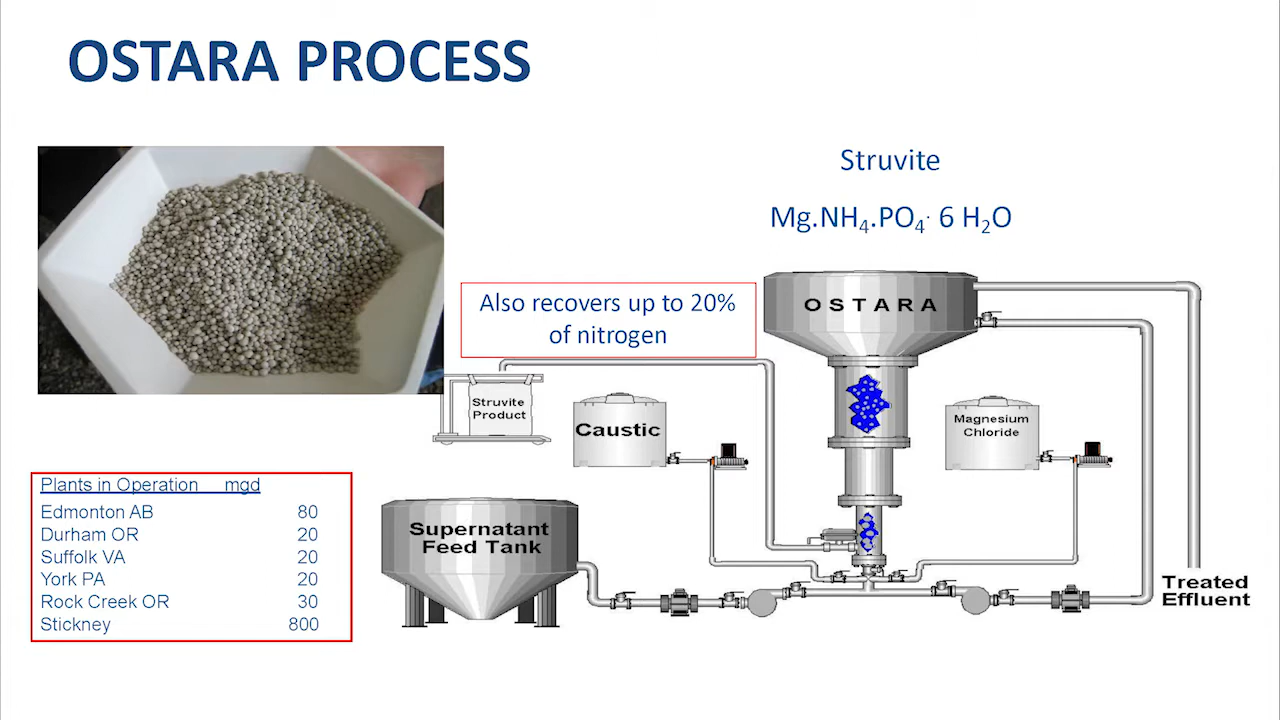 OSTARA PROCESS
Struvite
Mg.NH₄.PO₄· 6 H₂O
Also recovers up to 20%
of nitrogen
OSTARA
Struvite
Product
Caustic
Magnesium
Chloride
Supernatant
Feed Tank
Treated
Effluent
Plants in Operation mgd
Edmonton AB 80
Durham OR 20
Suffolk VA 20
York PA 20
Rock Creek OR 30
Stickney 800